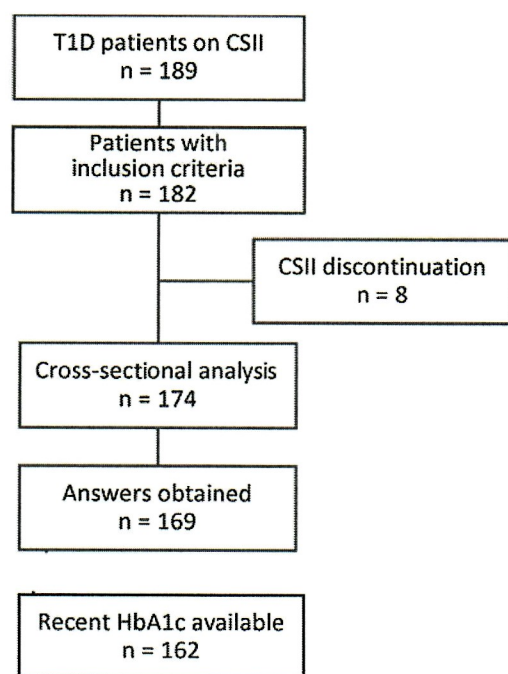 T1D patients on CSII
n = 189
Patients with
inclusion criteria
n = 182
CSII discontinuation
n = 8
Cross-sectional analysis
n = 174
Answers obtained
n = 169
Recent HbA1c available
n = 162